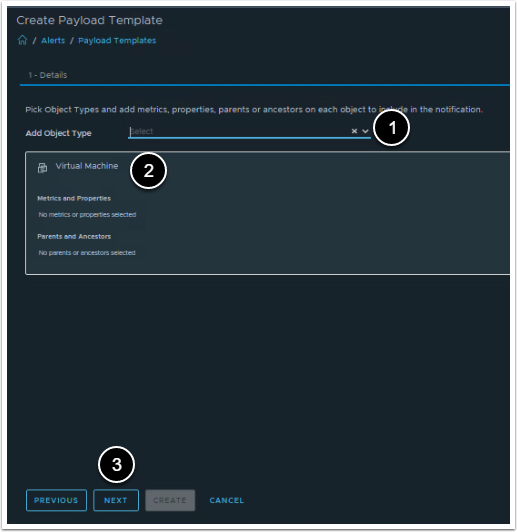 Create Payload Template
/ Alerts / Payload Templates
1 - Details
Pick Object Types and add metrics, properties, parents or ancestors on each object to include in the notification.
Add Object Type Select 1
Virtual Machine 2
Metrics and Properties
No metrics or properties selected
Parents and Ancestors
No parents or ancestors selected
3
PREVIOUS NEXT CREATE CANCEL